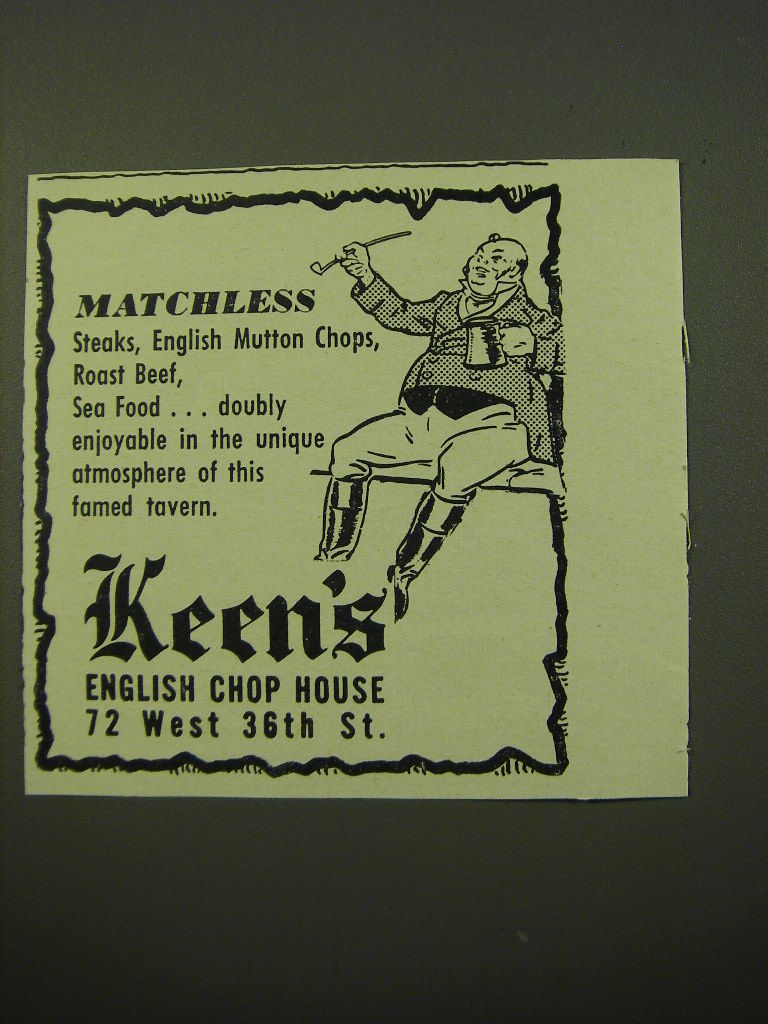 MATCHLESS
Steaks, English Mutton Chops,
Roast Beef,
Sea Food . . . doubly
enjoyable in the unique
atmosphere of this
famed tavern.
Keen's
ENGLISH CHOP HOUSE
72 West 36th St.